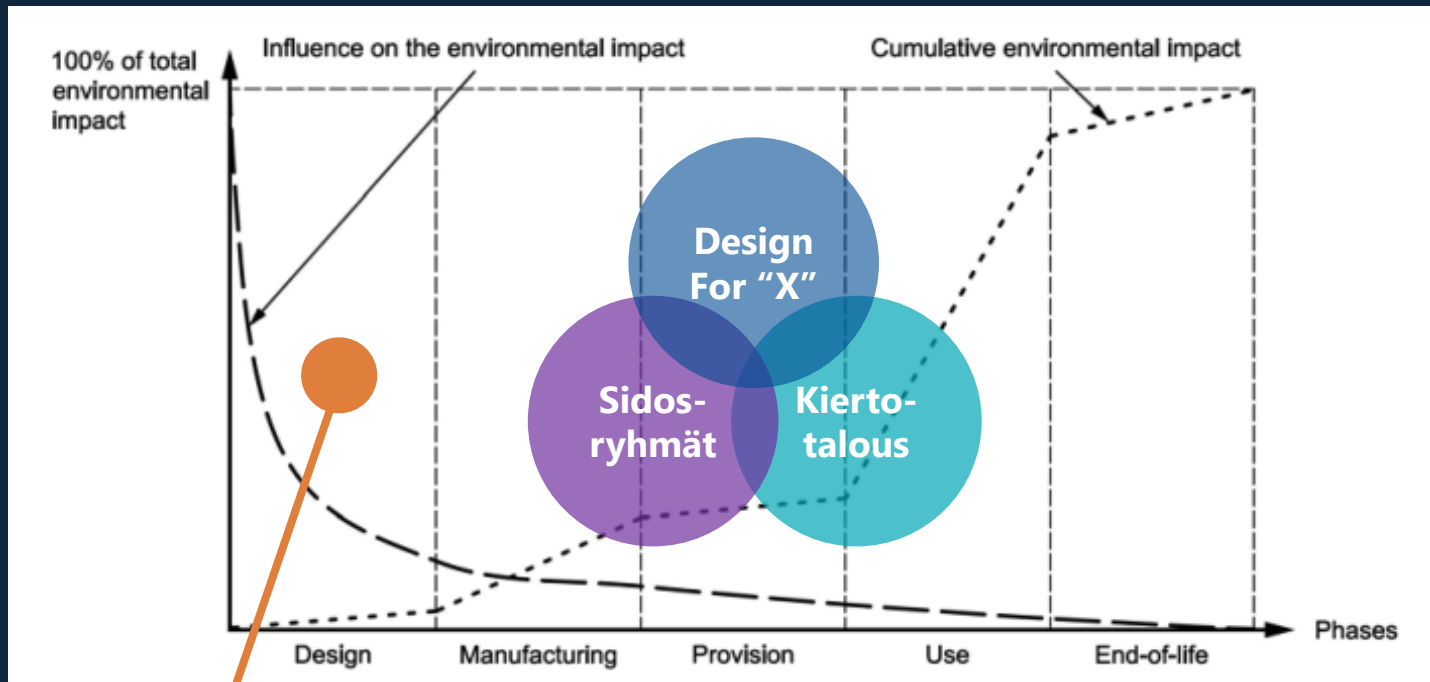 Influence on the environmental impact
Cumulative environmental impact
100% of total
environmental
impact
Design
For “X”
Sidos-
ryhmät
Kierto-
talous
Phases
Design
Manufacturing
Provision
Use
End-of-life